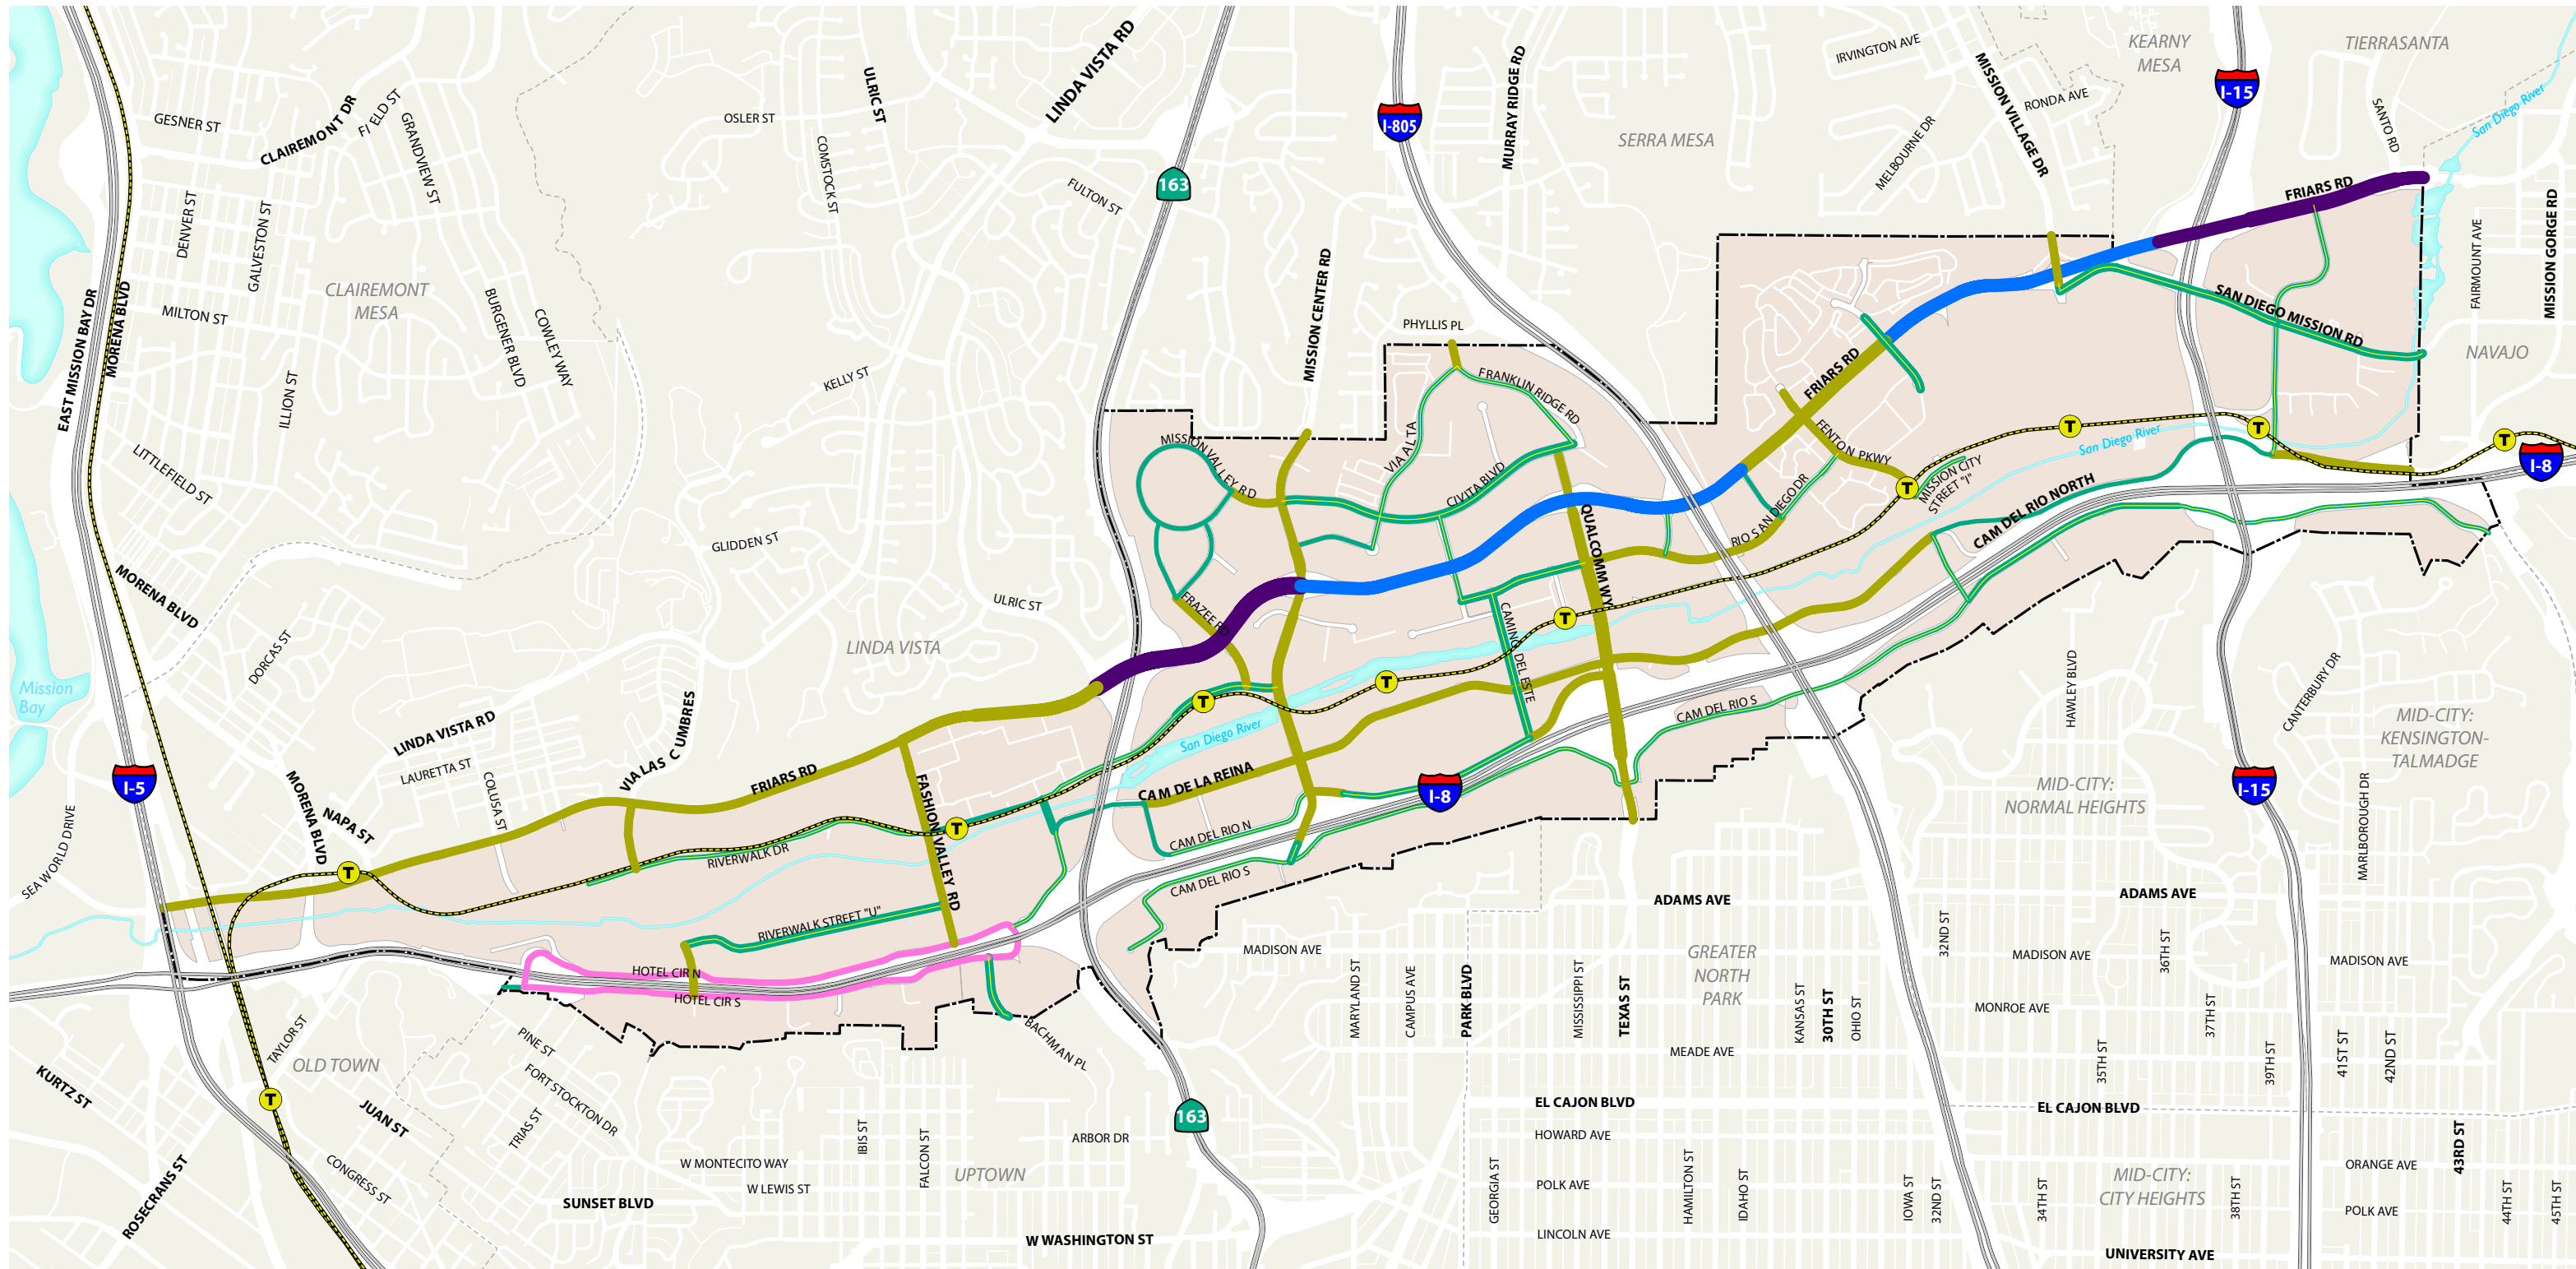 KEARNY
MESA
TIERRASANTA
LINDA VISTA RD
IRVINGTON AVE
MISSION VILLAGE DR
RONDA AVE
I-15
SANTO RD
San Diego River
ULRIC ST
MURRAY RIDGE RD
GESNER ST
CLAIREMONT DR
FIELD ST
GRANDVIEW ST
OSLER ST
COMSTOCK ST
I-805
SERRA MESA
MELBOURNE DR
163
FULTON ST
FRIARS RD
DENVER ST
GALVESTON ST
FAIRMOUNT AVE
MISSION GORGE RD
CLAIREMONT
MESA
EAST MISSION BAY DR
MORENA BLVD
MILTON ST
BURGENER BLVD
COWLEY WAY
ILLION ST
KELLY ST
MISSION CENTER RD
PHYLLIS PL
SAN DIEGO MISSION RD
NAVAJO
FRANKLIN RIDGE RD
FRIARS RD
LITTLEFIELD ST
MISSION VALLEY RD
VIA ALTA
CIVITA BLVD
FENTON PKWY
T
T
T
San Diego River
I-8
MISSION CITY
STREET "J"
T
RIO SAN DIEGO DR
CAM DEL RIO NORTH
QUALCOMM WY
GLIDDEN ST
MORENA BLVD
ULRIC ST
FRAZEE RD
LINDA VISTA
DORCAS ST
T
CAMINO DEL ESTE
Mission
Bay
T
T
CAM DEL RIO S
HAWLEY BLVD
CANTERBURY DR
MID-CITY:
KENSINGTON-
TALMADGE
LINDA VISTA RD
VIA LAS CUMBRES
San Diego River
LAURETTA ST
COLUSA ST
FRIARS RD
CAM DE LA REINA
FASHION VALLEY RD
I-5
I-8
I-15
MID-CITY:
NORMAL HEIGHTS
MARLBOROUGH DR
SEA WORLD DRIVE
MORENA BLVD
NAPA ST
T
T
RIVERWALK DR
CAM DEL RIO N
CAM DEL RIO S
ADAMS AVE
ADAMS AVE
RIVERWALK STREET "U"
HOTEL CIR N
HOTEL CIR S
MADISON AVE
GREATER
NORTH
PARK
32ND ST
MADISON AVE
36TH ST
MADISON AVE
MARYLAND ST
CAMPUS AVE
PARK BLVD
MISSISSIPPI ST
TEXAS ST
KANSAS ST
30TH ST
OHIO ST
MONROE AVE
37TH ST
TAYLOR ST
PINE ST
BACHMAN PL
MEADE AVE
35TH ST
39TH ST
41ST ST
42ND ST
OLD TOWN
FORT STOCKTON DR
KURTZ ST
T
JUAN ST
TRIAS ST
IBIS ST
FALCON ST
163
ARBOR DR
EL CAJON BLVD
EL CAJON BLVD
HOWARD AVE
43RD ST
W MONTECITO WAY
W LEWIS ST
UPTOWN
CONGRESS ST
ROSECRANS ST
SUNSET BLVD
GEORGIA ST
POLK AVE
HAMILTON ST
IDAHO ST
IOWA ST
32ND ST
34TH ST
MID-CITY:
CITY HEIGHTS
38TH ST
ORANGE AVE
POLK AVE
44TH ST
45TH ST
W WASHINGTON ST
LINCOLN AVE
UNIVERSITY AVE